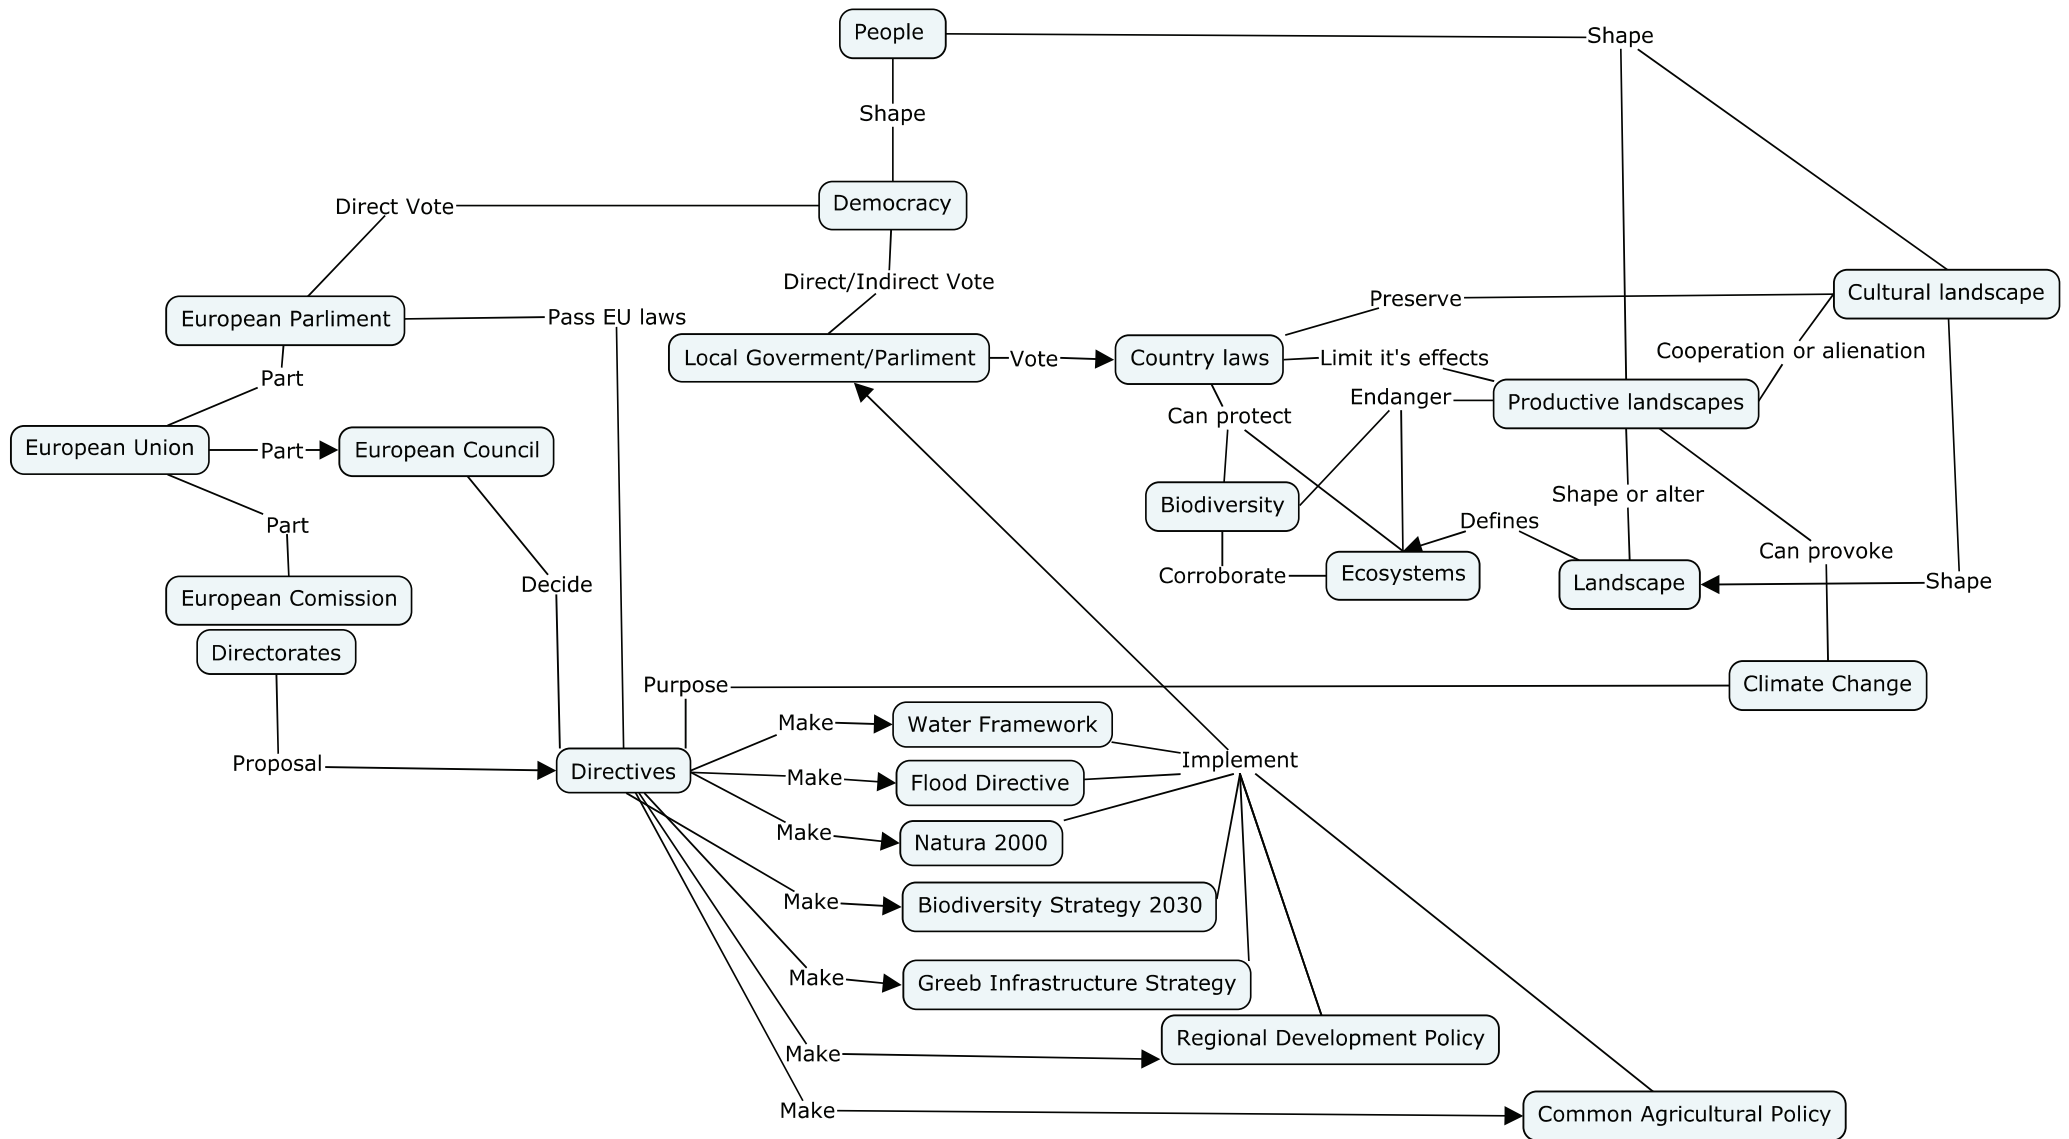 People
Shape
Shape
Democracy
Direct Vote
Direct/Indirect Vote
Cultural landscape
Preserve
European Parliment
Pass EU laws
Local Goverment/Parliment
Vote
Country laws
Limit it's effects
Cooperation or alienation
Part
Endanger
Productive landscapes
Can protect
European Union
Part
European Council
Shape or alter
Biodiversity
Defines
Part
Can provoke
Corroborate
Ecosystems
Landscape
Shape
Decide
European Comission
Directorates
Purpose
Climate Change
Make
Water Framework
Proposal
Implement
Directives
Make
Flood Directive
Make
Natura 2000
Make
Biodiversity Strategy 2030
Make
Greeb Infrastructure Strategy
Regional Development Policy
Make
Make
Common Agricultural Policy